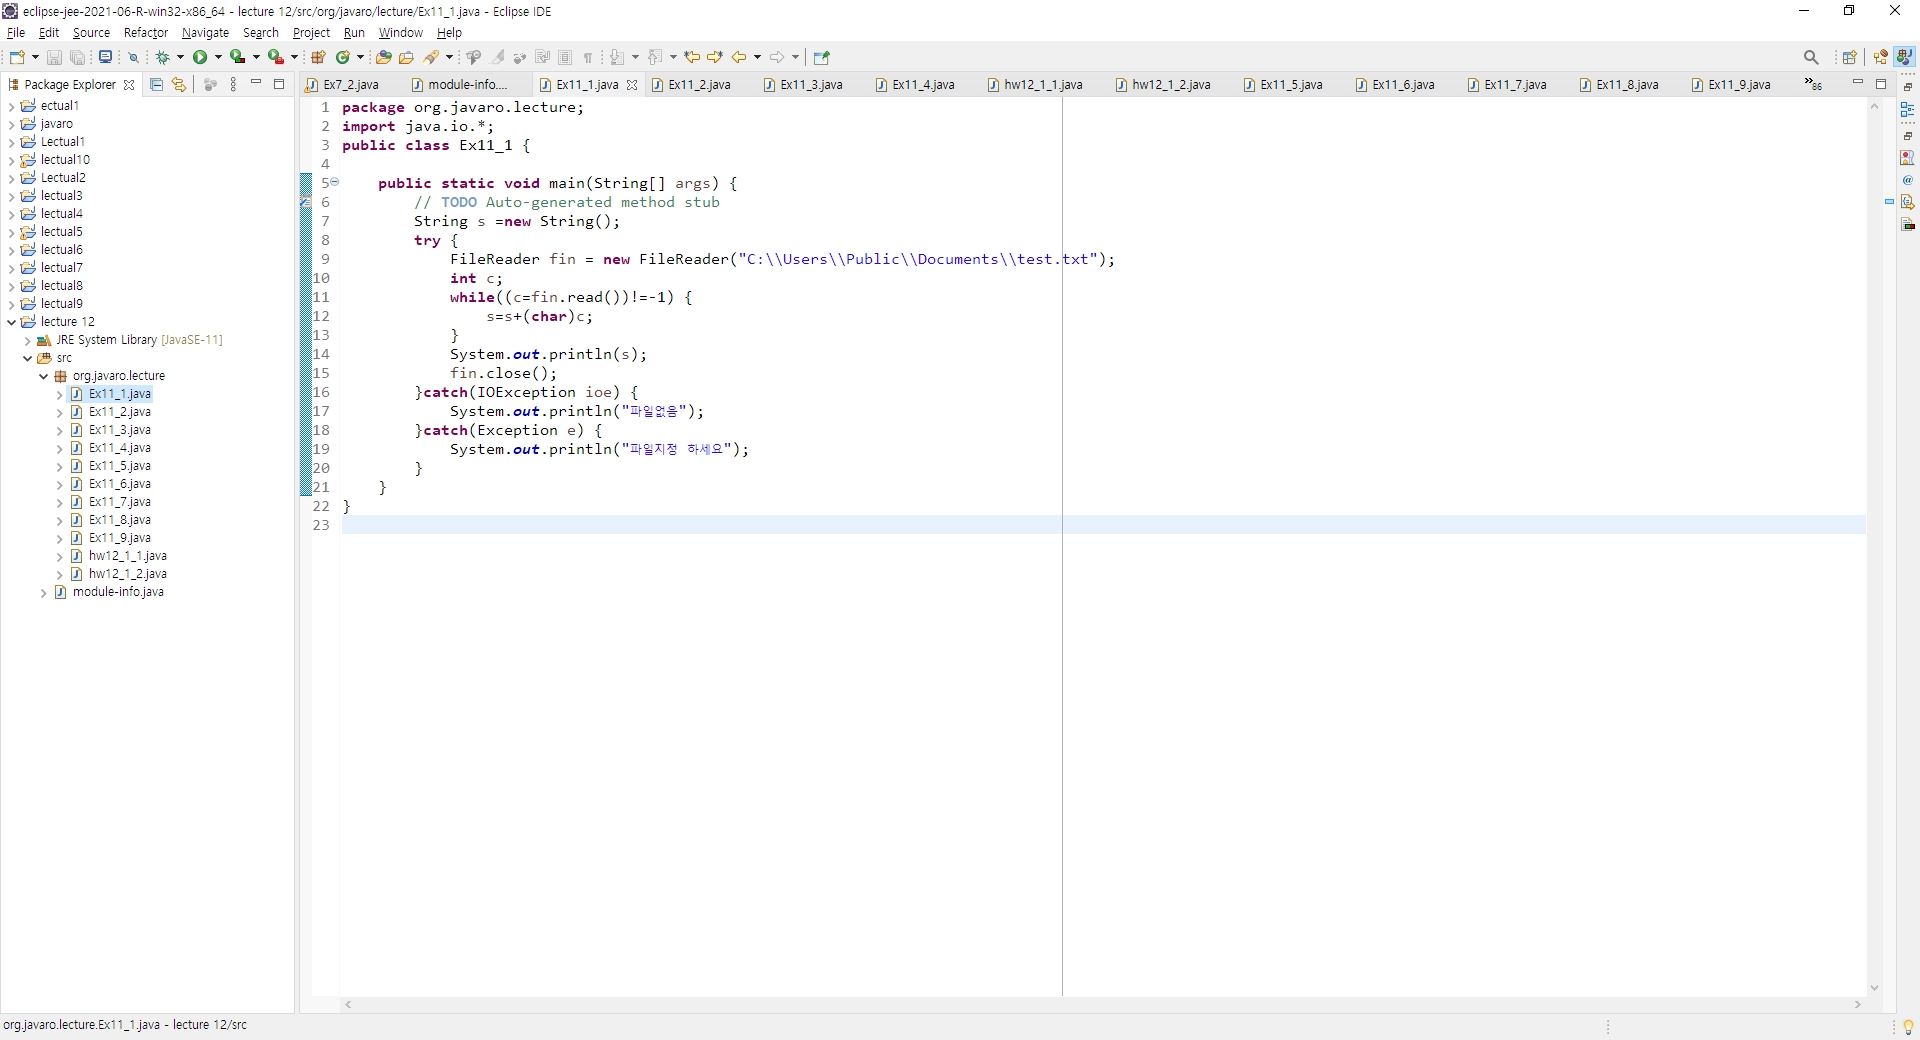 eclipse-jee-2021-06-R-win32-x86_64 - lecture 12/src/org/javaro/lecture/Ex11_1.java - Eclipse IDE
File Edit Source Refactor Navigate Search Project Run Window Help
Package Explorer
Ex7_2.java module-info.... Ex11_1.java Ex11_2.java Ex11_3.java Ex11_4.java hw12_1_1.java hw12_1_2.java Ex11_5.java Ex11_6.java Ex11_7.java Ex11_8.java Ex11_9.java »86
ectual1
javaro
Lectual1
lectual10
Lectual2
lectual3
lectual4
lectual5
lectual6
lectual7
lectual8
lectual9
lecture 12
JRE System Library [JavaSE-11]
src
org.javaro.lecture
Ex11_1.java
Ex11_2.java
Ex11_3.java
Ex11_4.java
Ex11_5.java
Ex11_6.java
Ex11_7.java
Ex11_8.java
Ex11_9.java
hw12_1_1.java
hw12_1_2.java
module-info.java
1 package org.javaro.lecture;
2 import java.io.*;
3 public class Ex11_1 {
4
5 public static void main(String[] args) {
6 // TODO Auto-generated method stub
7 String s =new String();
8 try {
9 FileReader fin = new FileReader("C:\\Users\\Public\\Documents\\test.txt");
10 int c;
11 while((c=fin.read())!=-1) {
12 s=s+(char)c;
13 }
14 System.out.println(s);
15 fin.close();
16 }catch(IOException ioe) {
17 System.out.println("파일없음");
18 }catch(Exception e) {
19 System.out.println("파일지정 하세요");
20 }
21 }
22 }
23
org.javaro.lecture.Ex11_1.java - lecture 12/src